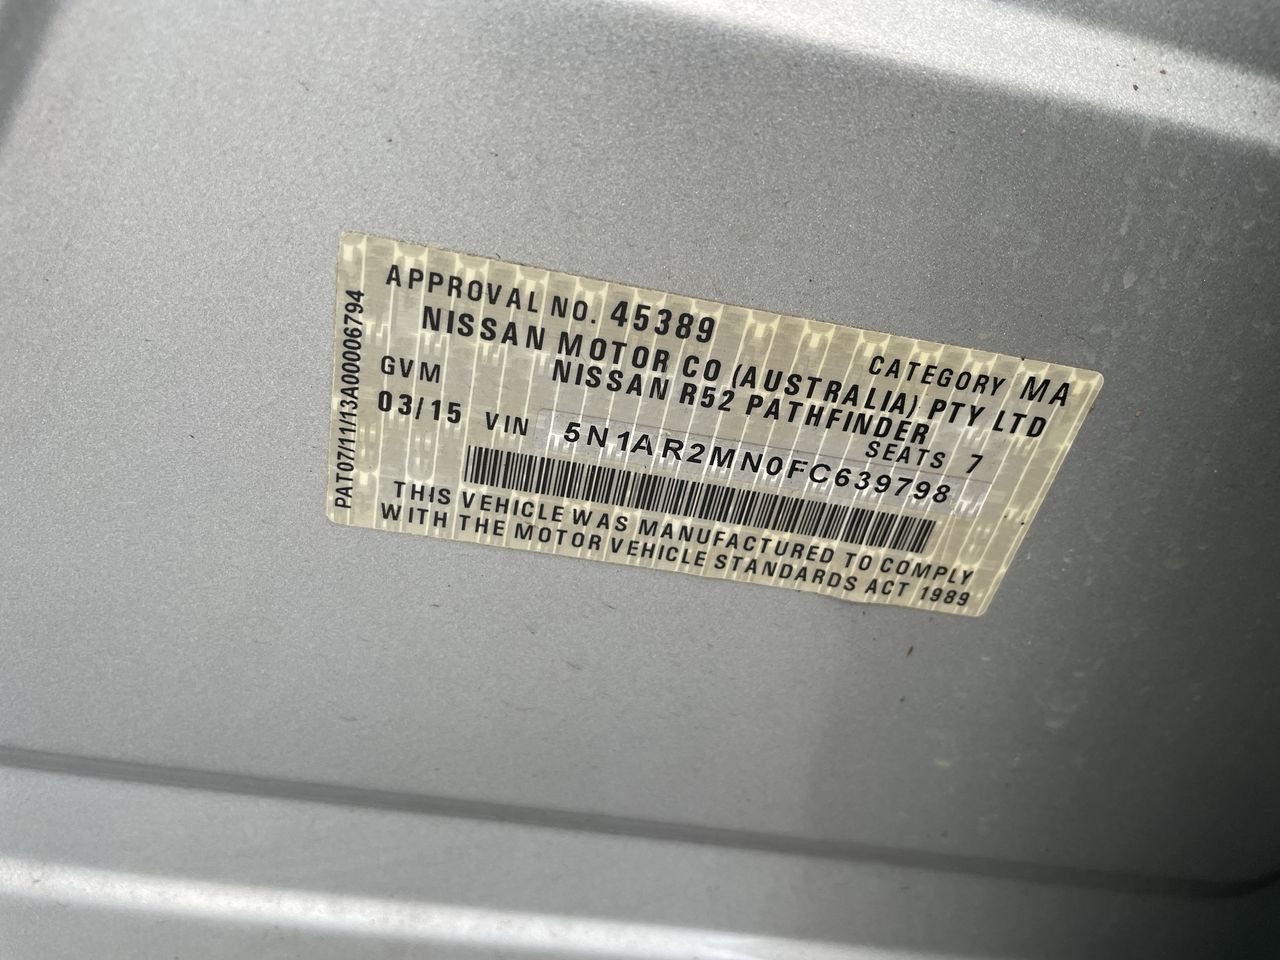 APPROVAL NO. 45389 CATEGORY MA
NISSAN MOTOR CO (AUSTRALIA) PTY LTD
NISSAN R52 PATHFINDER
GVM SEATS 7
03/15 VIN 5N1AR2MN0FC639798
THIS VEHICLE WAS MANUFACTURED TO COMPLY
WITH THE MOTOR VEHICLE STANDARDS ACT 1989
PAT07/11/13A00006794